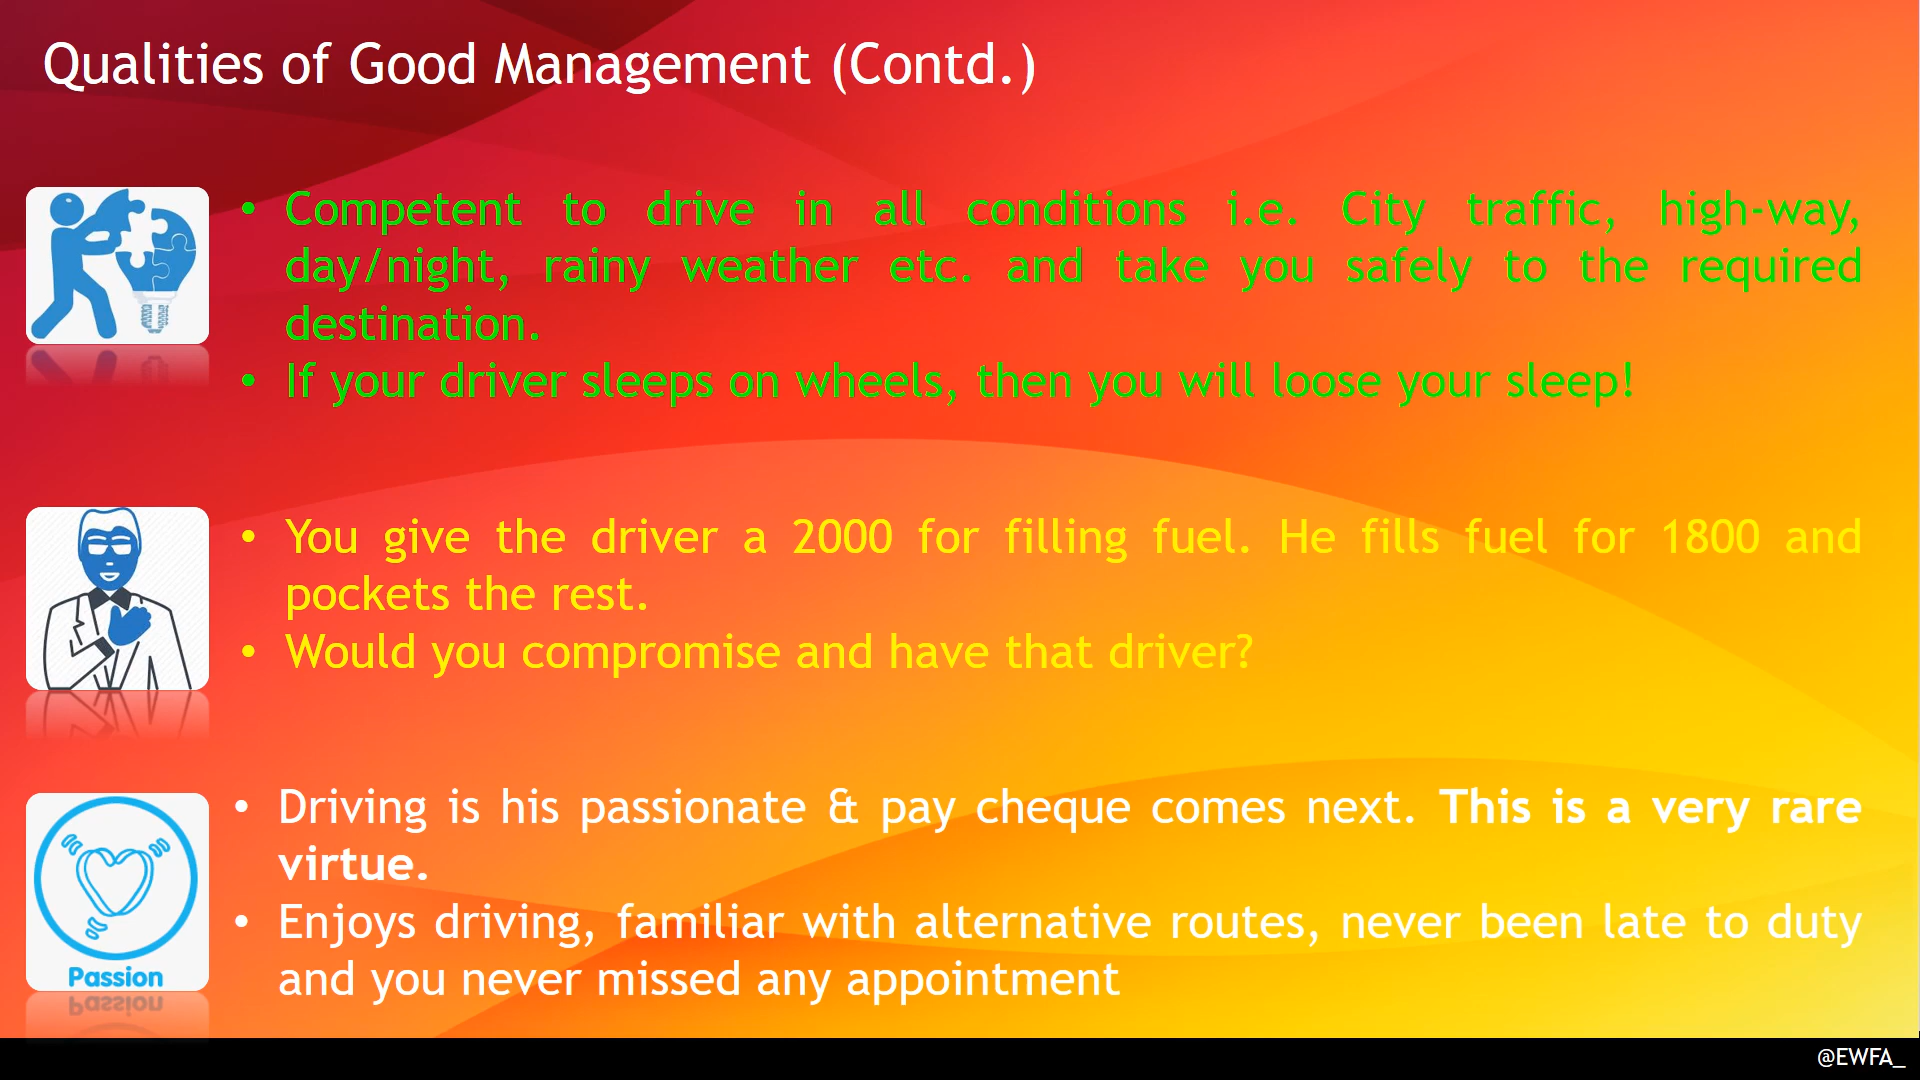 Qualities of Good Management (Contd.)
• Competent to drive in all conditions i.e. City traffic, high-way,
day/night, rainy weather etc. and take you safely to the required
destination.
• If your driver sleeps on wheels, then you will loose your sleep!
• You give the driver a 2000 for filling fuel. He fills fuel for 1800 and
pockets the rest.
• Would you compromise and have that driver?
• Driving is his passionate & pay cheque comes next. This is a very rare
virtue.
• Enjoys driving, familiar with alternative routes, never been late to duty
and you never missed any appointment
Passion
@EWFA_